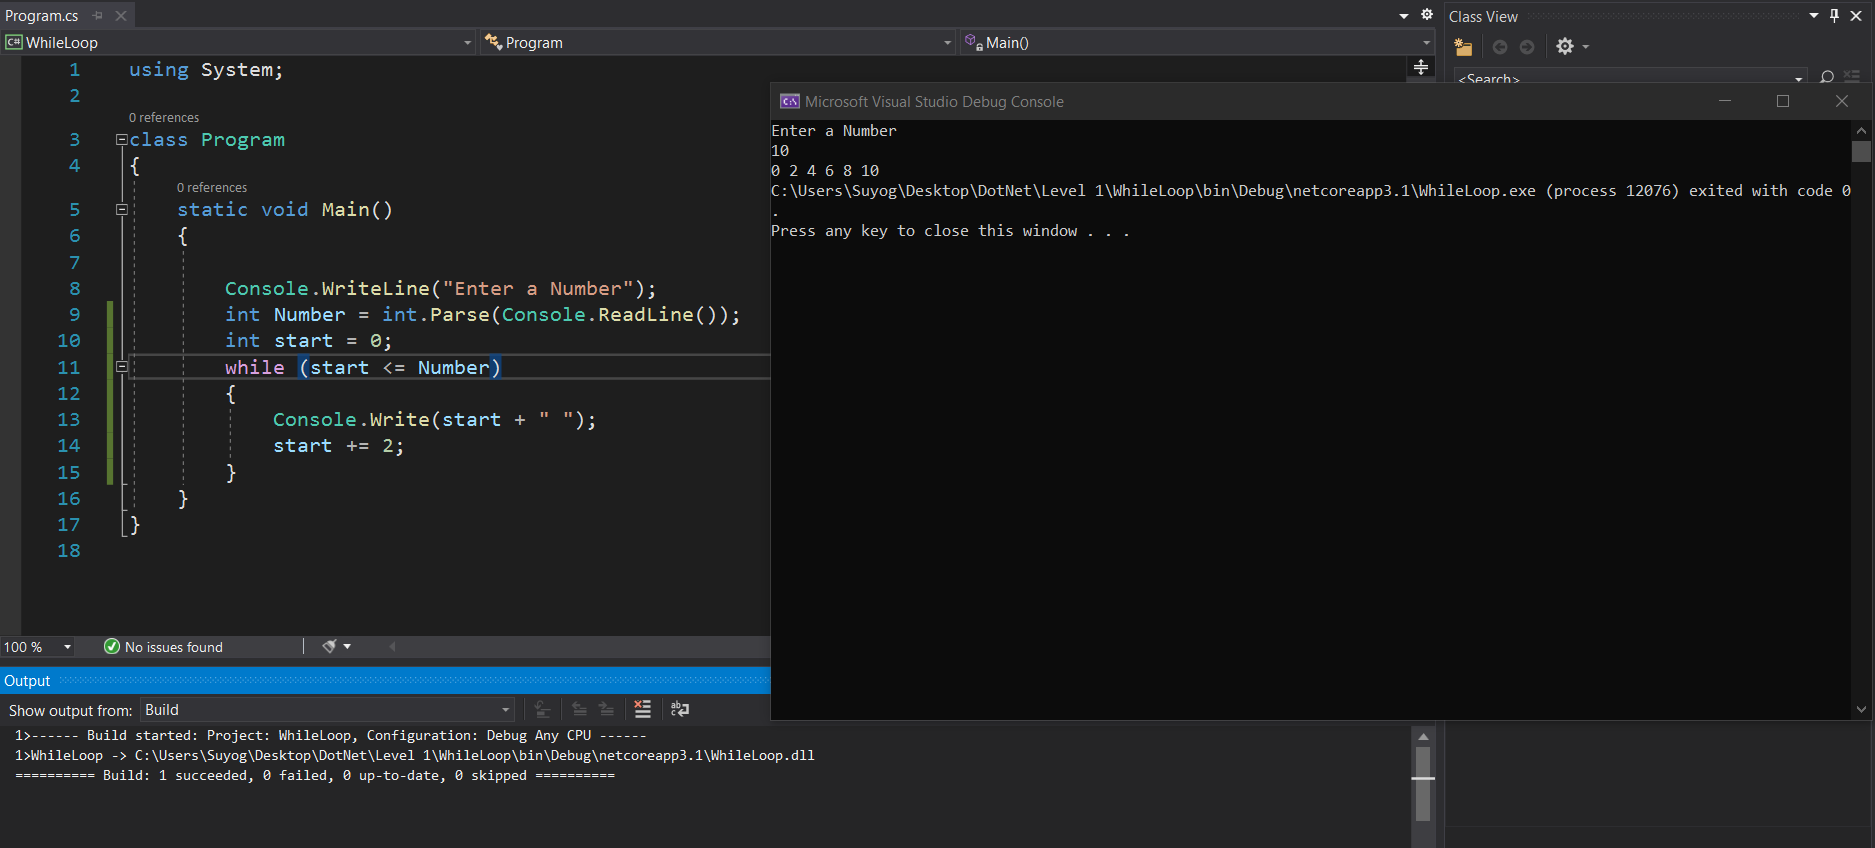 Program.cs
WhileLoop
Program
Main()
1 using System;
2
0 references
3 class Program
4 {
0 references
5 static void Main()
6 {
7
8 Console.WriteLine("Enter a Number");
9 int Number = int.Parse(Console.ReadLine());
10 int start = 0;
11 while (start <= Number)
12 {
13 Console.Write(start + " ");
14 start += 2;
15 }
16 }
17 }
18
100 %
No issues found
Output
Show output from: Build
1>------ Build started: Project: WhileLoop, Configuration: Debug Any CPU ------
1>WhileLoop -> C:\Users\Suyog\Desktop\DotNet\Level 1\WhileLoop\bin\Debug\netcoreapp3.1\WhileLoop.dll
========== Build: 1 succeeded, 0 failed, 0 up-to-date, 0 skipped ==========
Microsoft Visual Studio Debug Console
Enter a Number
10
0 2 4 6 8 10
C:\Users\Suyog\Desktop\DotNet\Level 1\WhileLoop\bin\Debug\netcoreapp3.1\WhileLoop.exe (process 12076) exited with code 0
.
Press any key to close this window . . .
Class View
<Search>